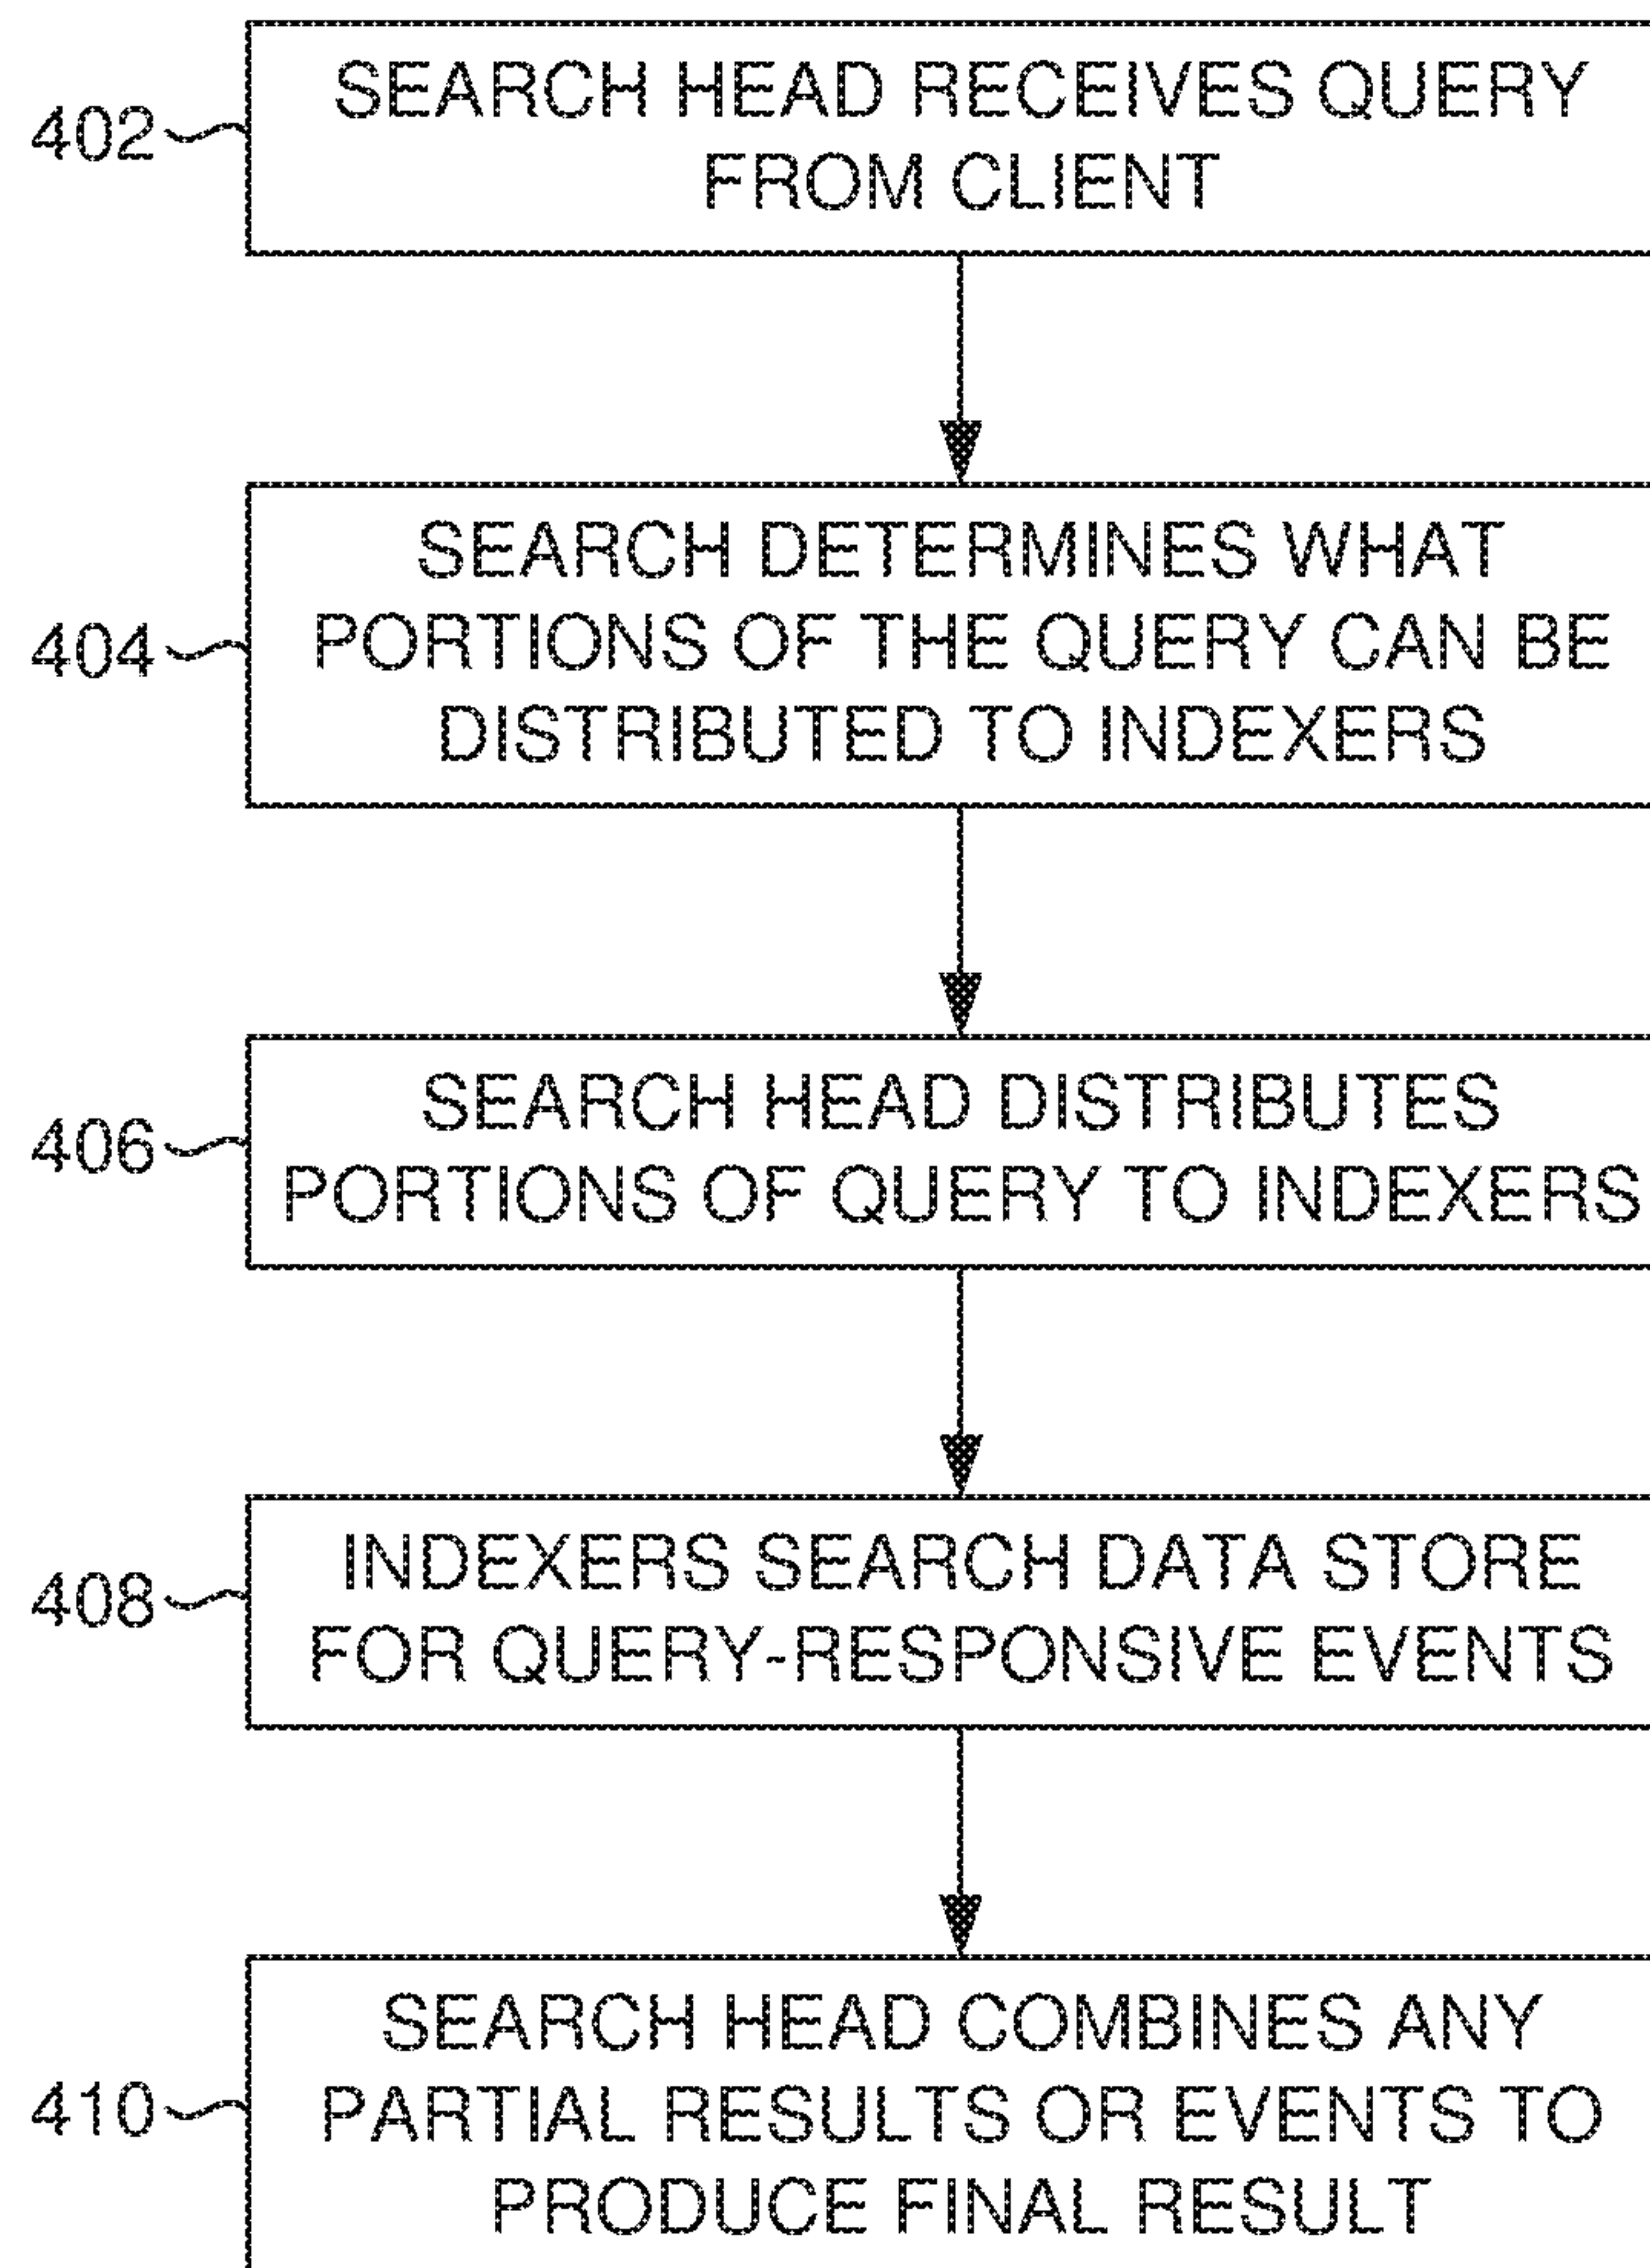 SEARCH HEAD RECEIVES QUERY
402
FROM CLIENT
SEARCH DETERMINES WHAT
404
PORTIONS OF THE QUERY CAN BE
DISTRIBUTED TO INDEXERS
SEARCH HEAD DISTRIBUTES
406
PORTIONS OF QUERY TO INDEXERS
INDEXERS SEARCH DATA STORE
408
FOR QUERY-RESPONSIVE EVENTS
SEARCH HEAD COMBINES ANY
410
PARTIAL RESULTS OR EVENTS TO
PRODUCE FINAL RESULT